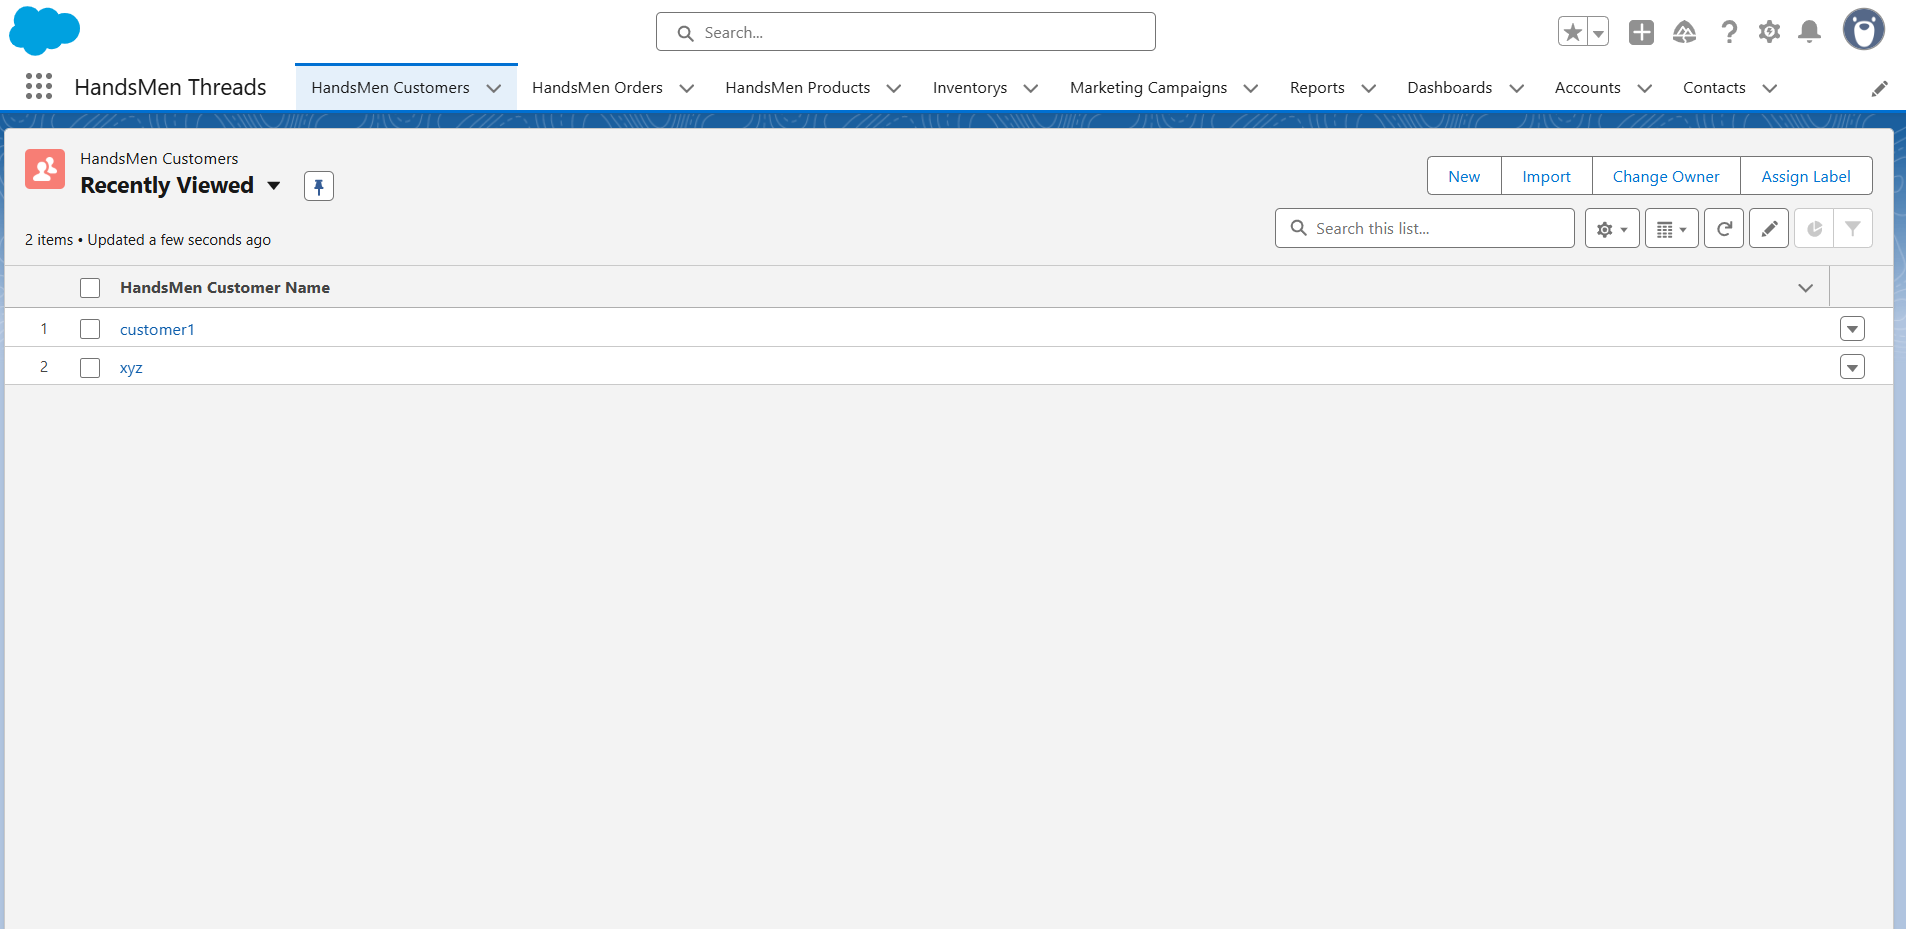 Search...
HandsMen Threads
HandsMen Customers
HandsMen Orders
HandsMen Products
Inventorys
Marketing Campaigns
Reports
Dashboards
Accounts
Contacts
HandsMen Customers
Recently Viewed
New
Import
Change Owner
Assign Label
2 items • Updated a few seconds ago
Search this list...
HandsMen Customer Name
1 customer1
2 xyz